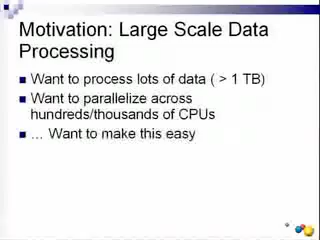 Motivation: Large Scale Data
Processing
Want to process lots of data ( > 1 TB)
Want to parallelize across
hundreds/thousands of CPUs
… Want to make this easy